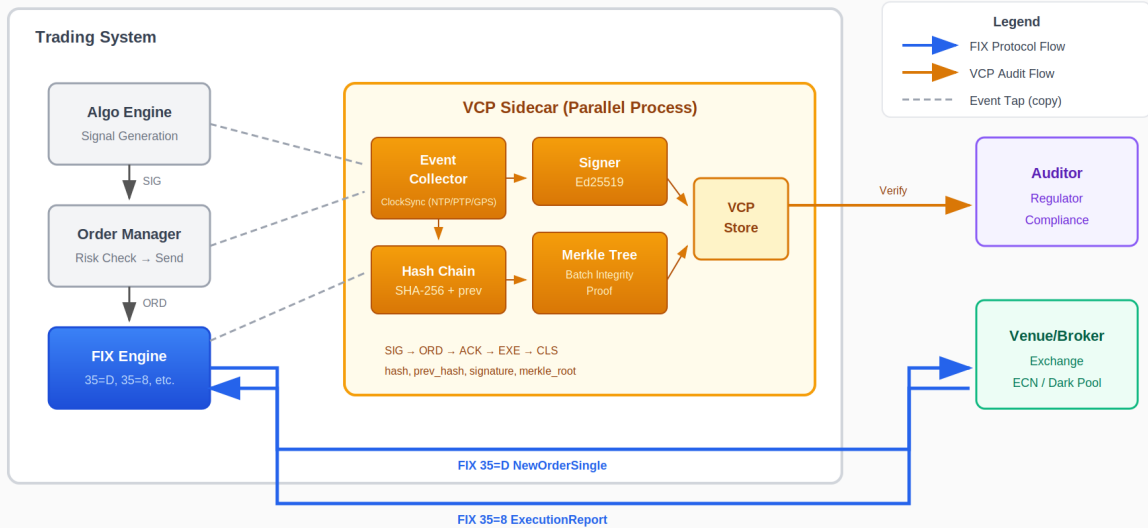 Trading System
Algo Engine
Signal Generation
SIG
Order Manager
Risk Check → Send
ORD
FIX Engine
35=D, 35=8, etc.
VCP Sidecar (Parallel Process)
Event
Collector
ClockSync (NTP/PTP/GPS)
Signer
Ed25519
Hash Chain
SHA-256 + prev
Merkle Tree
Batch Integrity
Proof
VCP
Store
SIG → ORD → ACK → EXE → CLS
hash, prev_hash, signature, merkle_root
Legend
FIX Protocol Flow
VCP Audit Flow
Event Tap (copy)
Verify
Auditor
Regulator
Compliance
Venue/Broker
Exchange
ECN / Dark Pool
FIX 35=D NewOrderSingle
FIX 35=8 ExecutionReport